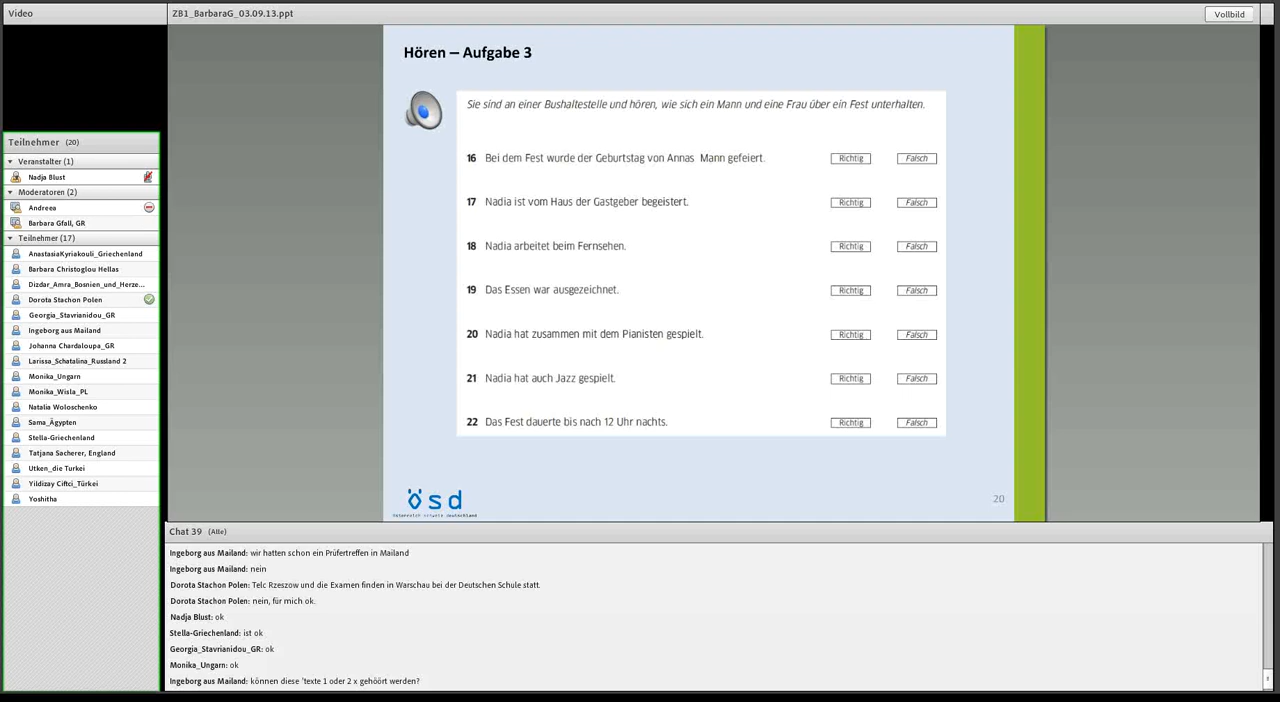 Video
ZB1_BarbaraG_03.09.13.ppt
Vollbild
Teilnehmer (20)
Veranstalter (1)
Nadja Blust
Moderatoren (2)
Andreea
Barbara Gfall, GR
Teilnehmer (17)
AnastasiaKyriakouli_Griechenland
Barbara Christoglou Hellas
Dizdar_Amra_Bosnien_und_Herze...
Dorota Stachon Polen
Georgia_Stavrianidou_GR
Ingeborg aus Mailand
Johanna Chardaloupa_GR
Larissa_Schatalina_Russland 2
Monika_Ungarn
Monika_Wisla_PL
Natalia Woloschenko
Sama_Ägypten
Stella-Griechenland
Tatjana Sacherer, England
Utken_die Turkei
Yildizay Ciftci_Türkei
Yoshitha
Hören – Aufgabe 3
Sie sind an einer Bushaltestelle und hören, wie sich ein Mann und eine Frau über ein Fest unterhalten.
16 Bei dem Fest wurde der Geburtstag von Annas Mann gefeiert. Richtig Falsch
17 Nadia ist vom Haus der Gastgeber begeistert. Richtig Falsch
18 Nadia arbeitet beim Fernsehen. Richtig Falsch
19 Das Essen war ausgezeichnet. Richtig Falsch
20 Nadia hat zusammen mit dem Pianisten gespielt. Richtig Falsch
21 Nadia hat auch Jazz gespielt. Richtig Falsch
22 Das Fest dauerte bis nach 12 Uhr nachts. Richtig Falsch
ösd
20
Chat 39 (Alle)
Ingeborg aus Mailand: wir hatten schon ein Prüfertreffen in Mailand
Ingeborg aus Mailand: nein
Dorota Stachon Polen: Telc Rzeszow und die Examen finden in Warschau bei der Deutschen Schule statt.
Dorota Stachon Polen: nein, für mich ok.
Nadja Blust: ok
Stella-Griechenland: ist ok
Georgia_Stavrianidou_GR: ok
Monika_Ungarn: ok
Ingeborg aus Mailand: können diese 'texte 1 oder 2 x gehöört werden?